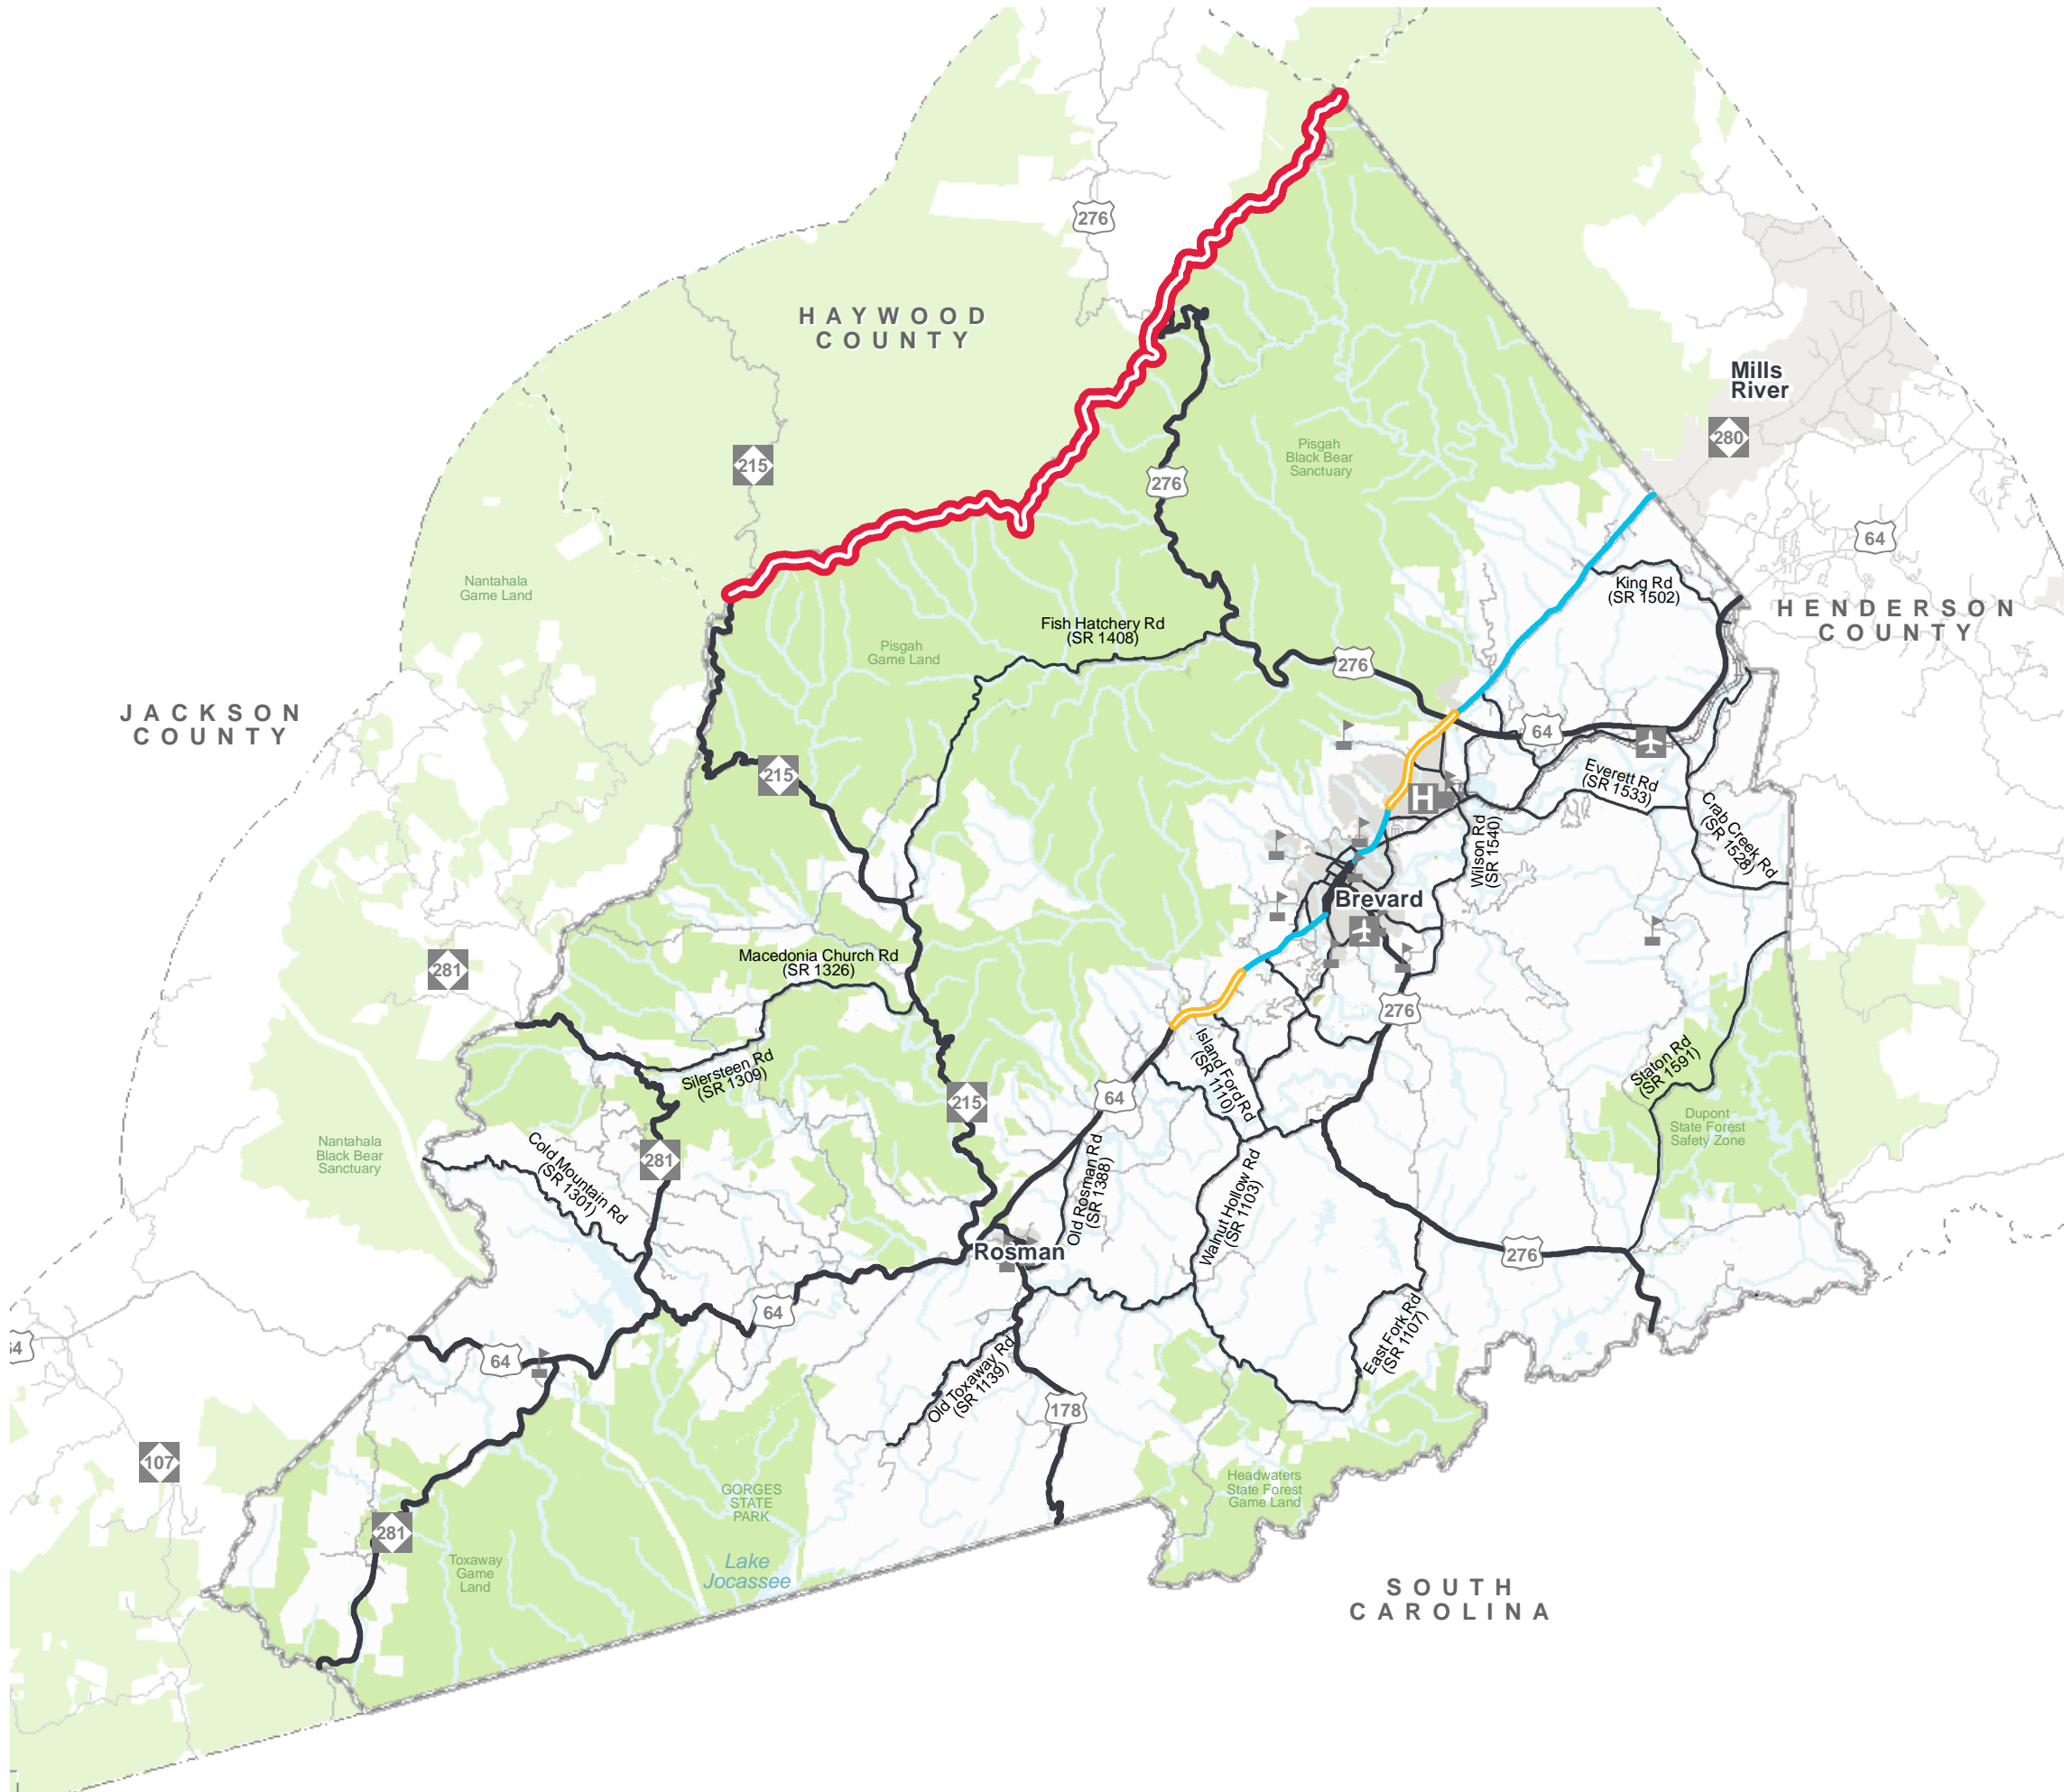 276
HAYWOOD
COUNTY
Mills
River
280
215
Pisgah
Black Bear
Sanctuary
276
64
Nantahala
Game Land
King Rd
(SR 1502)
HENDERSON
COUNTY
Fish Hatchery Rd
(SR 1408)
Pisgah
Game Land
276
JACKSON
COUNTY
64
215
Everett Rd
(SR 1533)
H
Crab Creek Rd
(SR 1528)
Wilson Rd
(SR 1540)
Brevard
Macedonia Church Rd
(SR 1326)
281
276
Island Ford Rd
(SR 1110)
Staton Rd
(SR 1591)
Silersteen Rd
(SR 1309)
64
215
Dupont
State Forest
Safety Zone
Nantahala
Black Bear
Sanctuary
Cold Mountain Rd
(SR 1301)
281
Old Rosman Rd
(SR 1388)
Walnut Hollow Rd
(SR 1103)
Rosman
276
64
East Fork Rd
(SR 1107)
64
64
Old Toxaway Rd
(SR 1139)
178
107
Headwaters
State Forest
Game Land
GORGES
STATE
PARK
281
Toxaway
Game
Land
Lake
Jocassee
SOUTH
CAROLINA